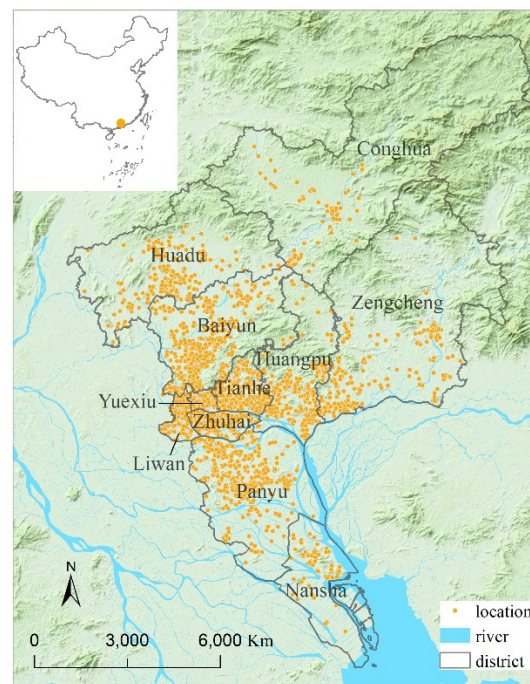 Conghua
Huadu
Zengcheng
Baiyun
Huangpu
Tianhe
Yuexiu
Zhuhai
Liwan
Panyu
Nansha
N
0 3,000 6,000 Km
location
river
district